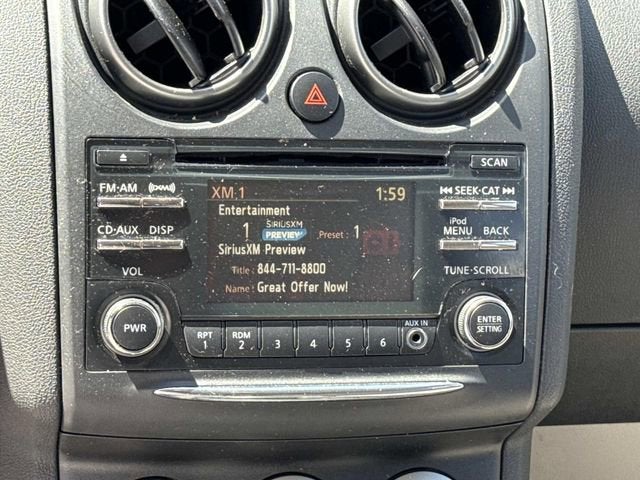 SCAN
FM·AM ((XM))
SEEK·CAT
XM 1 1:59
Entertainment
1 SIRIUSXM PREVIEW Preset : 1
SiriusXM Preview
Title : 844-711-8800
Name : Great Offer Now!
CD·AUX DISP
iPod
MENU BACK
VOL
TUNE·SCROLL
PWR
ENTER
SETTING
RPT 1
RDM 2
3
4
5
6
AUX IN